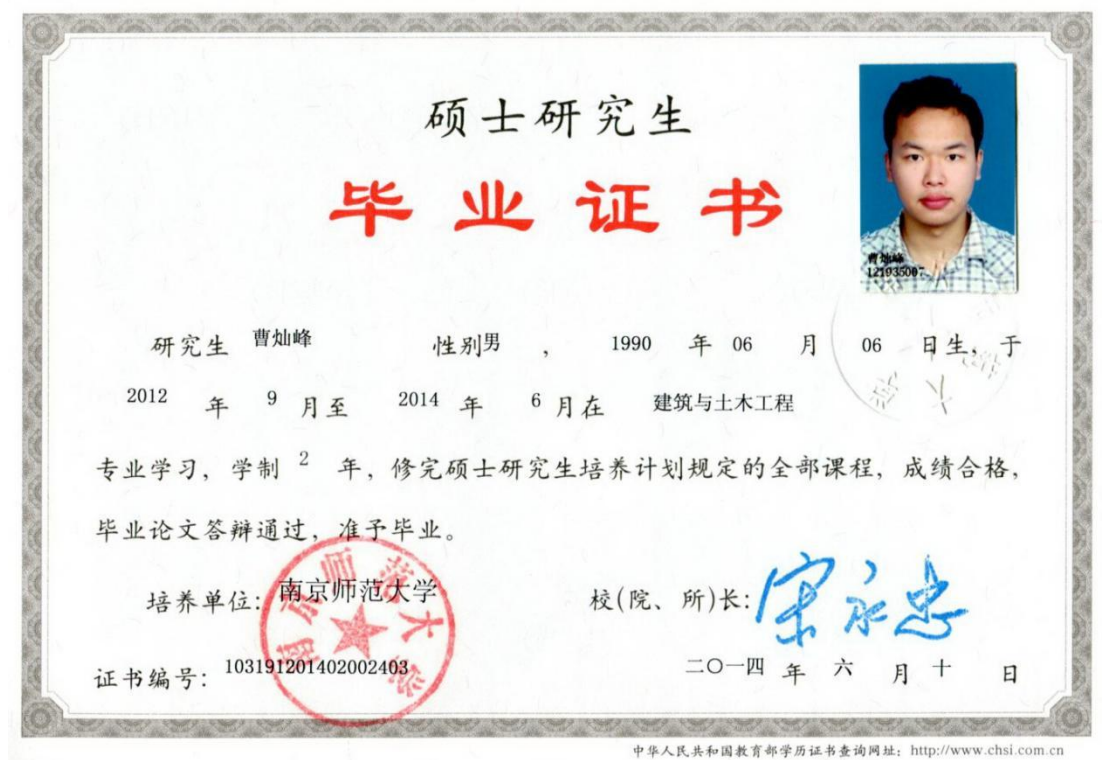 硕士研究生
毕业证书
曹灿峰
121935007
研究生 曹灿峰 性别男 , 1990 年 06 月 06 日生, 于
2012 年 9 月至 2014 年 6 月在 建筑与土木工程
专业学习, 学制 2 年, 修完硕士研究生培养计划规定的全部课程, 成绩合格,
毕业论文答辩通过, 准予毕业。
培养单位: 南京师范大学 校(院、所)长: 宋永忠
南京师范大学
证书编号: 103191201402002403 二〇一四 年 六 月 十 日
中华人民共和国教育部学历证书查询网址: http://www.chsi.com.cn